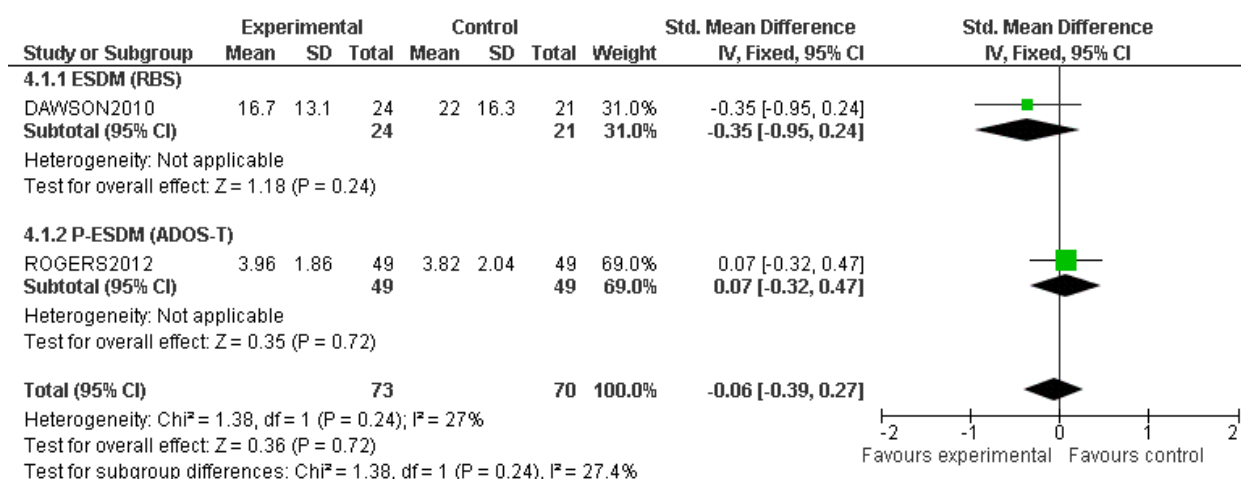 Experimental Control Std. Mean Difference Std. Mean Difference
Study or Subgroup Mean SD Total Mean SD Total Weight IV, Fixed, 95% CI IV, Fixed, 95% CI
4.1.1 ESDM (RBS)
DAWSON2010 16.7 13.1 24 22 16.3 21 31.0% -0.35 [-0.95, 0.24]
Subtotal (95% CI) 24 21 31.0% -0.35 [-0.95, 0.24]
Heterogeneity: Not applicable
Test for overall effect: Z = 1.18 (P = 0.24)
4.1.2 P-ESDM (ADOS-T)
ROGERS2012 3.96 1.86 49 3.82 2.04 49 69.0% 0.07 [-0.32, 0.47]
Subtotal (95% CI) 49 49 69.0% 0.07 [-0.32, 0.47]
Heterogeneity: Not applicable
Test for overall effect: Z = 0.35 (P = 0.72)
Total (95% CI) 73 70 100.0% -0.06 [-0.39, 0.27]
Heterogeneity: Chi² = 1.38, df = 1 (P = 0.24); I² = 27%
Test for overall effect: Z = 0.36 (P = 0.72)
Test for subgroup differences: Chi² = 1.38, df = 1 (P = 0.24), I² = 27.4%
-2 -1 0 1 2
Favours experimental Favours control